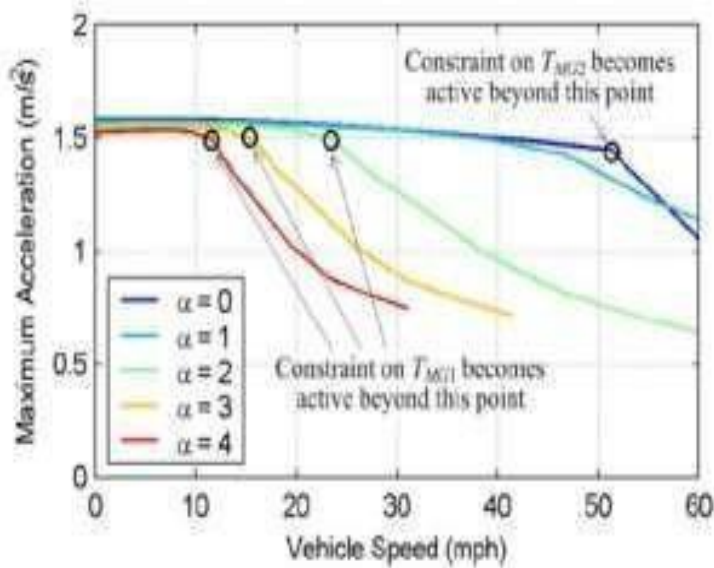 2
Constraint on T_MG2 becomes
active beyond this point
1.5
Maximum Acceleration (m/s²)
1
α = 0
α = 1
α = 2
α = 3
α = 4
0.5
Constraint on T_MG1 becomes
active beyond this point
0
0 10 20 30 40 50 60
Vehicle Speed (mph)